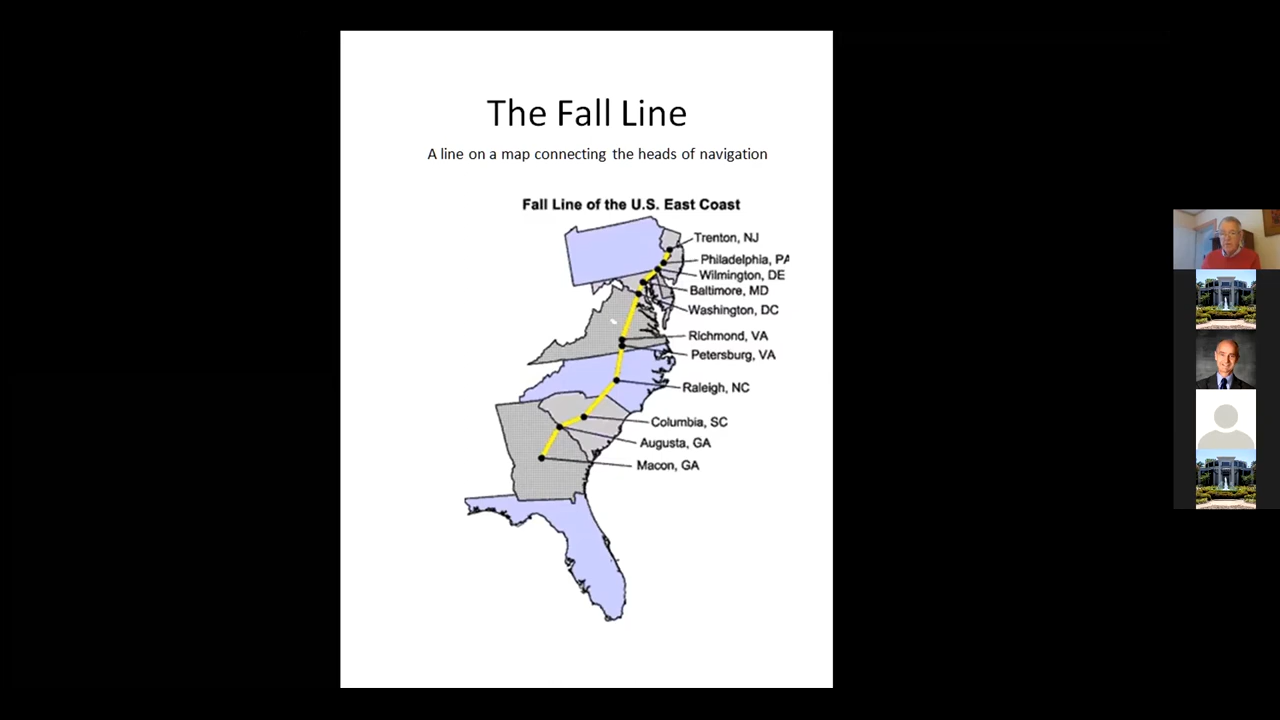 The Fall Line
A line on a map connecting the heads of navigation
Fall Line of the U.S. East Coast
Trenton, NJ
Philadelphia, PA
Wilmington, DE
Baltimore, MD
Washington, DC
Richmond, VA
Petersburg, VA
Raleigh, NC
Columbia, SC
Augusta, GA
Macon, GA